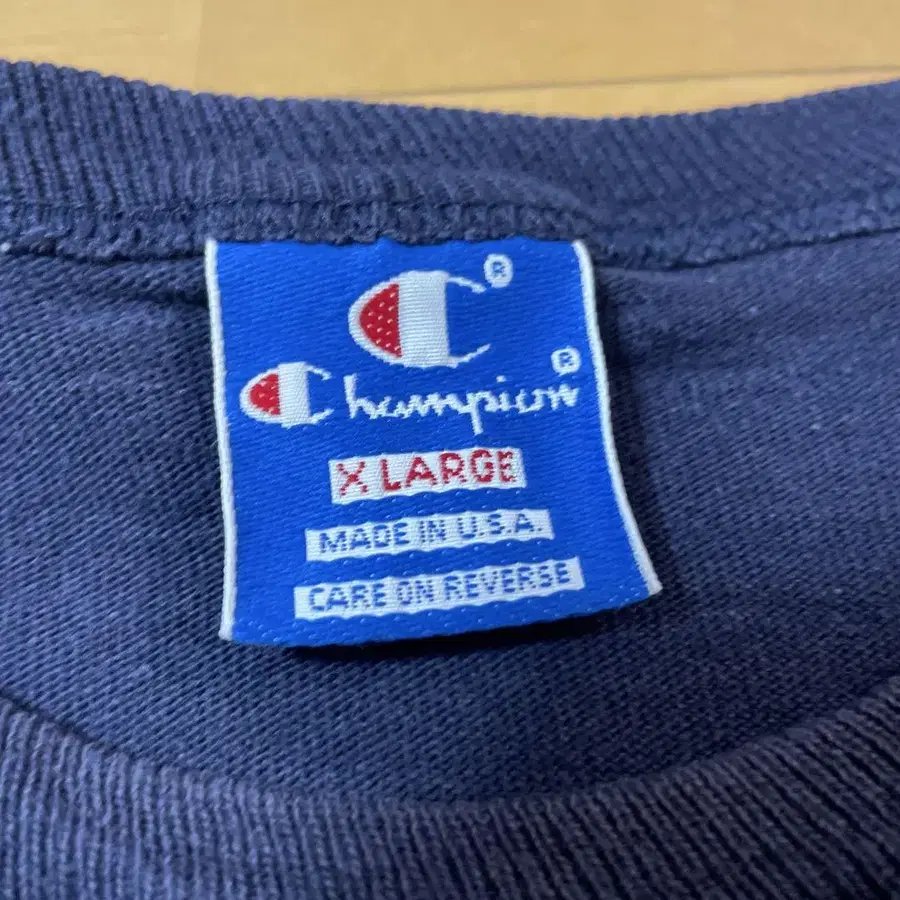 C®
Champion®
X LARGE
MADE IN U.S.A.
CARE ON REVERSE